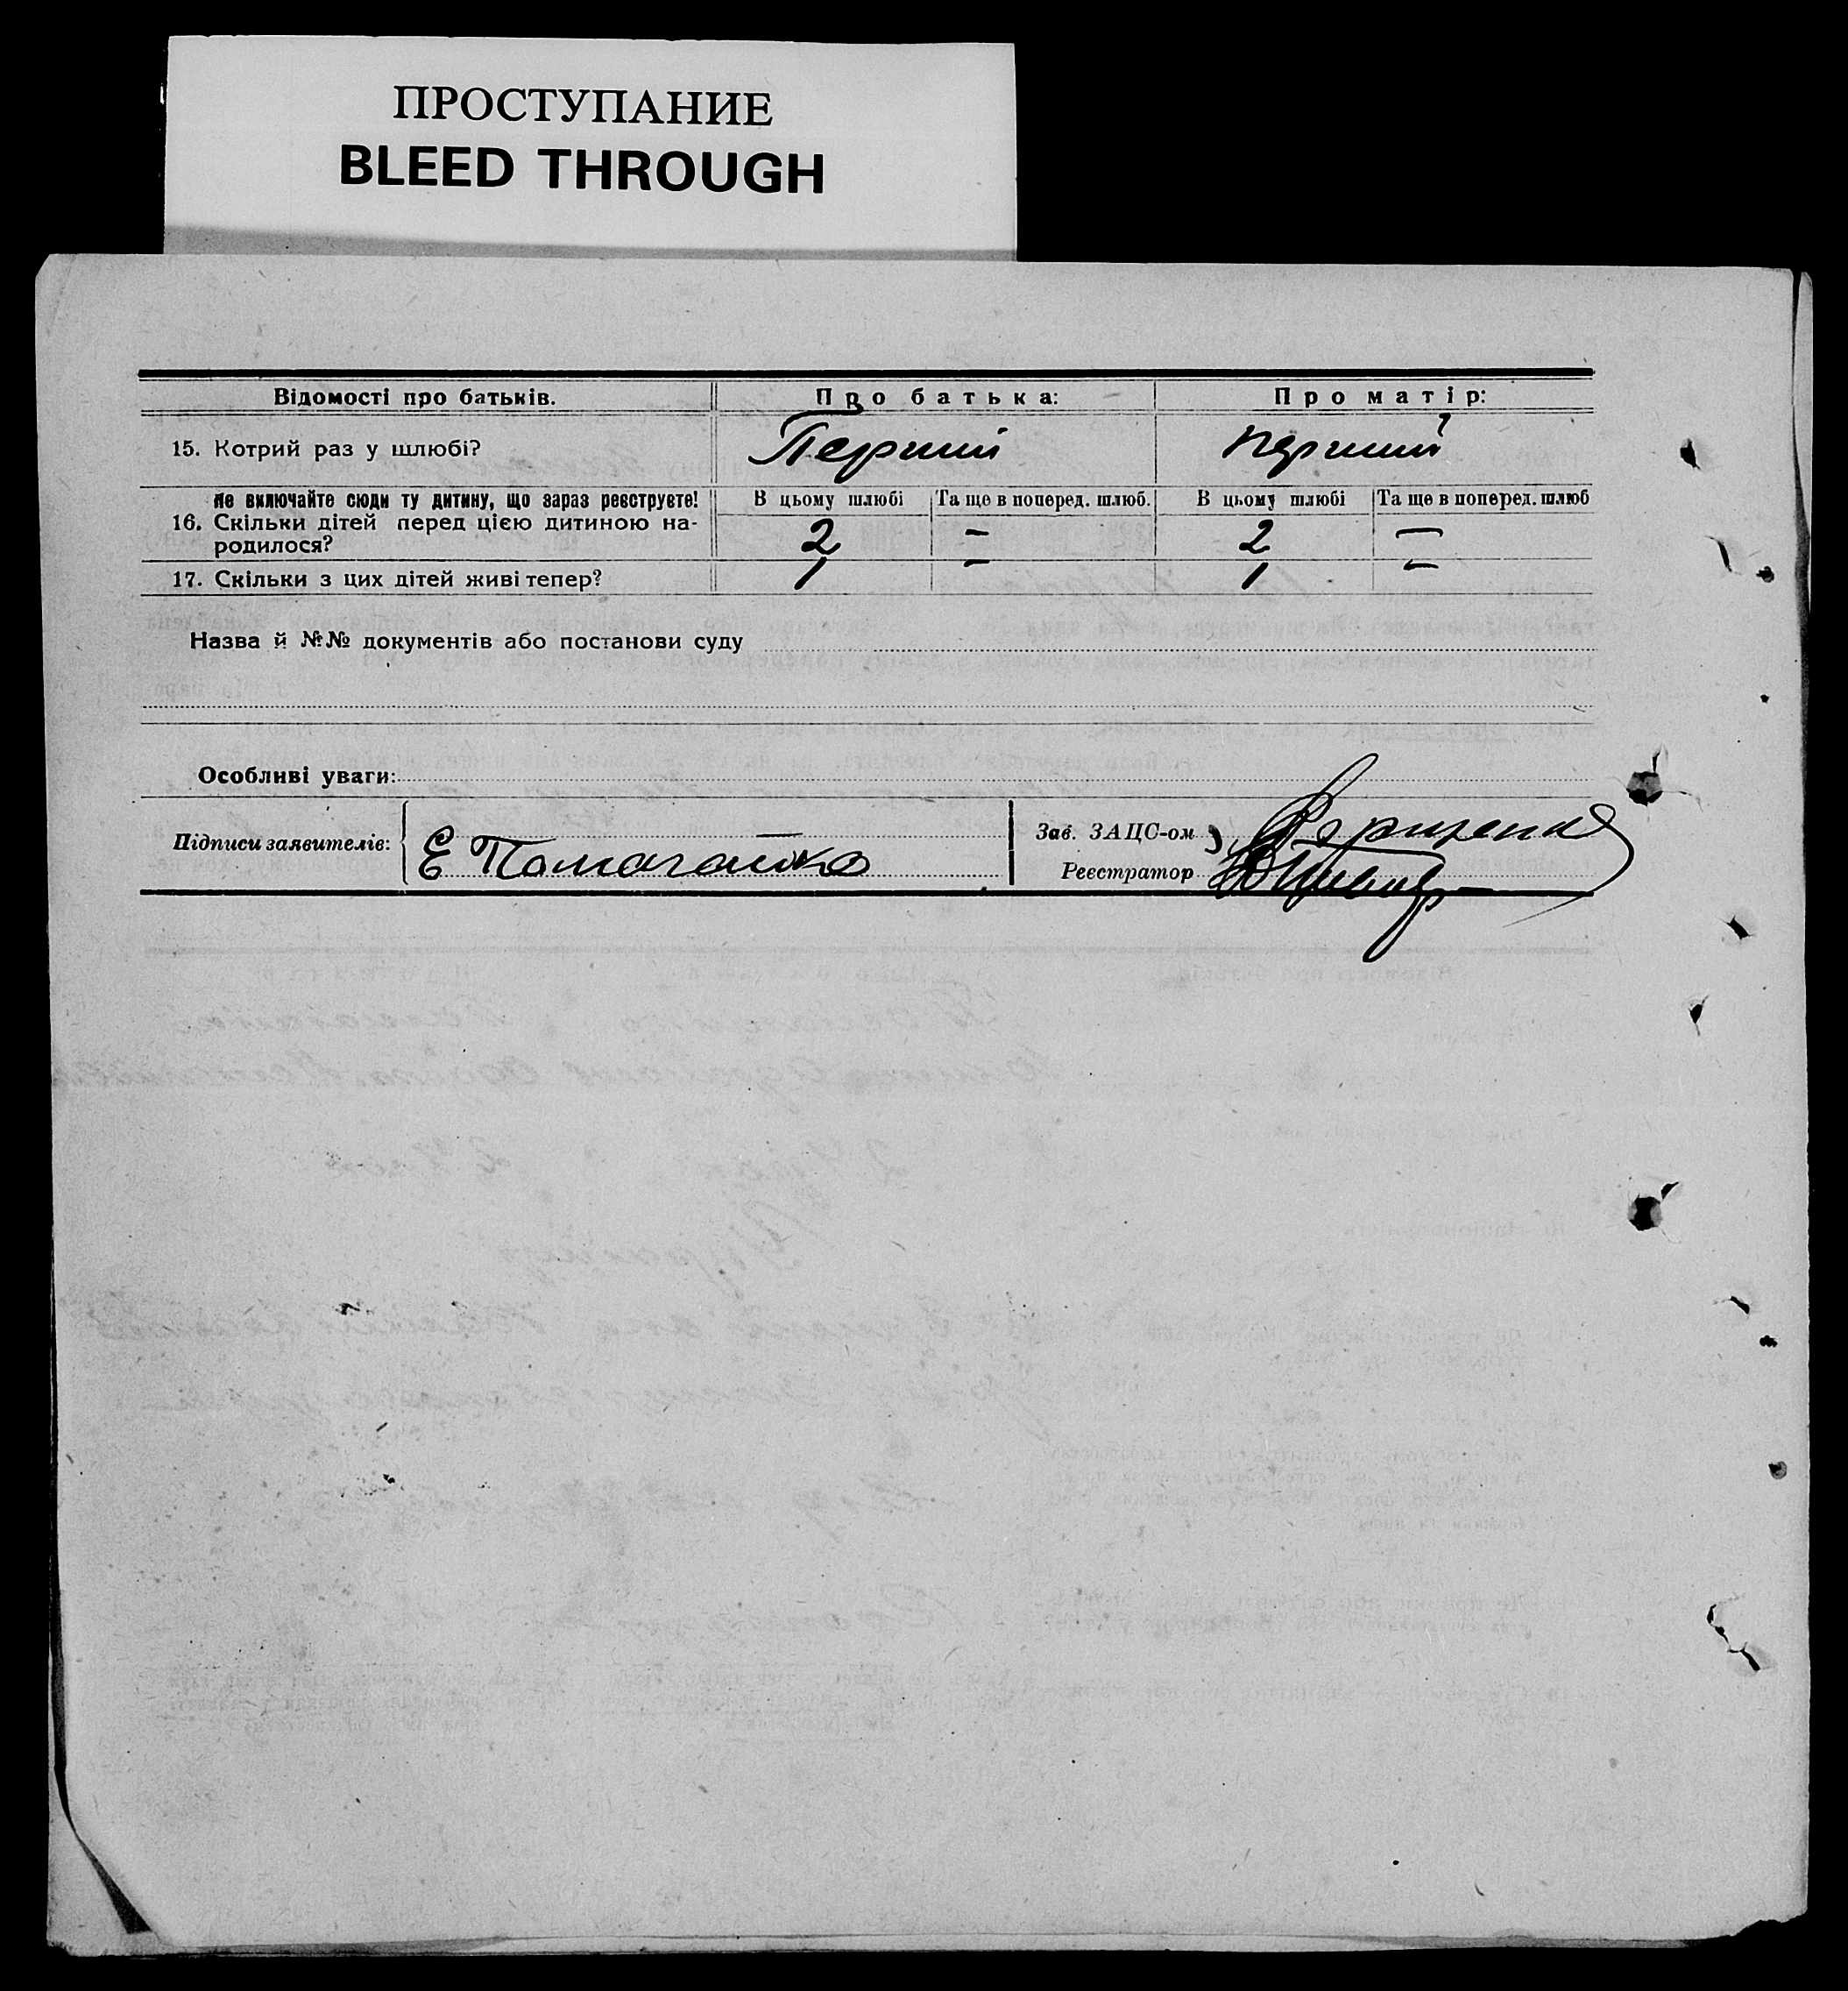 ПРОСТУПАНИЕ
BLEED THROUGH
Відомості про батьків. Про батька: Про матір:
15. Котрий раз у шлюбі? Перший перший
Не включайте сюди ту дитину, що зараз реєструєте! В цьому шлюбі Та ще в поперед. шлюб. В цьому шлюбі Та ще в поперед. шлюб
16. Скільки дітей перед цією дитиною на-
родилося? 2 – 2 –
17. Скільки з цих дітей живі тепер? 1 – 1 –
Назва й №№ документів або постанови суду
Особливі уваги:
Підписи заявителів: Зав. ЗАЦС-ом
Е Реєстратор